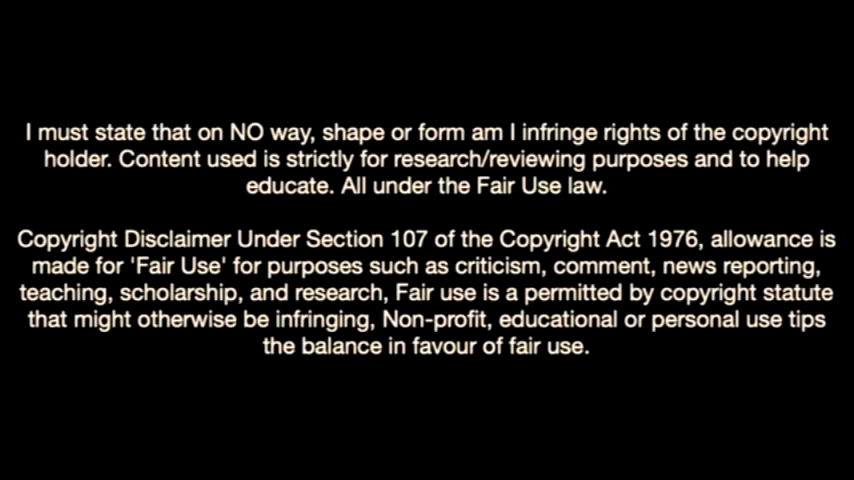 I must state that on NO way, shape or form am I infringe rights of the copyright
holder. Content used is strictly for research/reviewing purposes and to help
educate. All under the Fair Use law.
Copyright Disclaimer Under Section 107 of the Copyright Act 1976, allowance is
made for 'Fair Use' for purposes such as criticism, comment, news reporting,
teaching, scholarship, and research, Fair use is a permitted by copyright statute
that might otherwise be infringing, Non-profit, educational or personal use tips
the balance in favour of fair use.